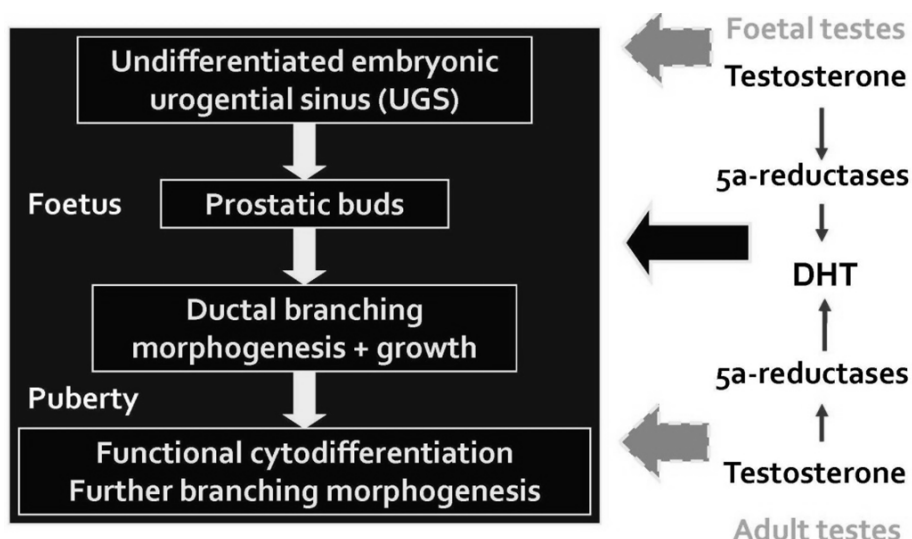 Undifferentiated embryonic
urogential sinus (UGS)
Foetus
Prostatic buds
Ductal branching
morphogenesis + growth
Puberty
Functional cytodifferentiation
Further branching morphogenesis
Foetal testes
Testosterone
5a-reductases
DHT
5a-reductases
Testosterone
Adult testes